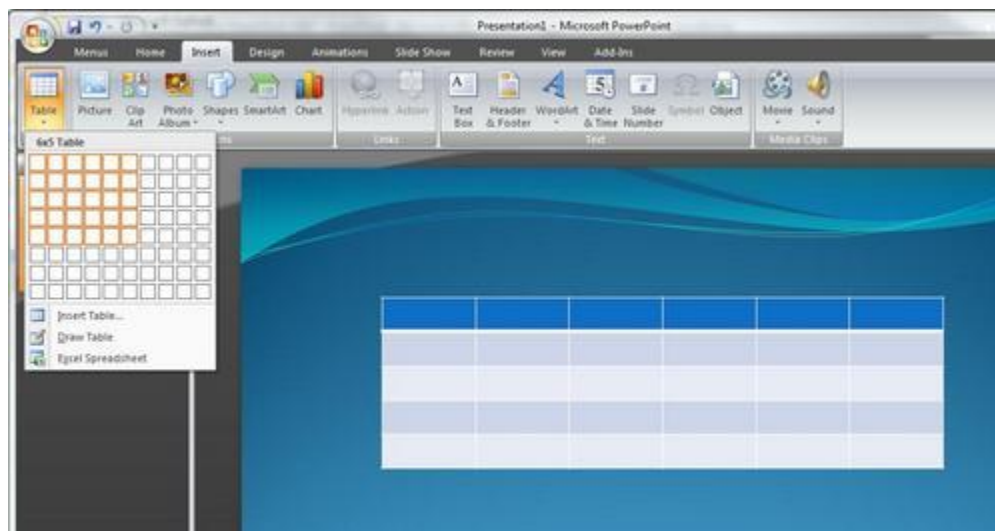 Presentation1 - Microsoft PowerPoint
Menus Home Insert Design Animations Slide Show Review View Add-Ins
Table Picture Clip Art Photo Album Shapes SmartArt Chart Hyperlink Action Text Box Header & Footer WordArt Date & Time Slide Number Symbol Object Movie Sound
Links Text Media Clips
6x5 Table
Insert Table...
Draw Table
Excel Spreadsheet